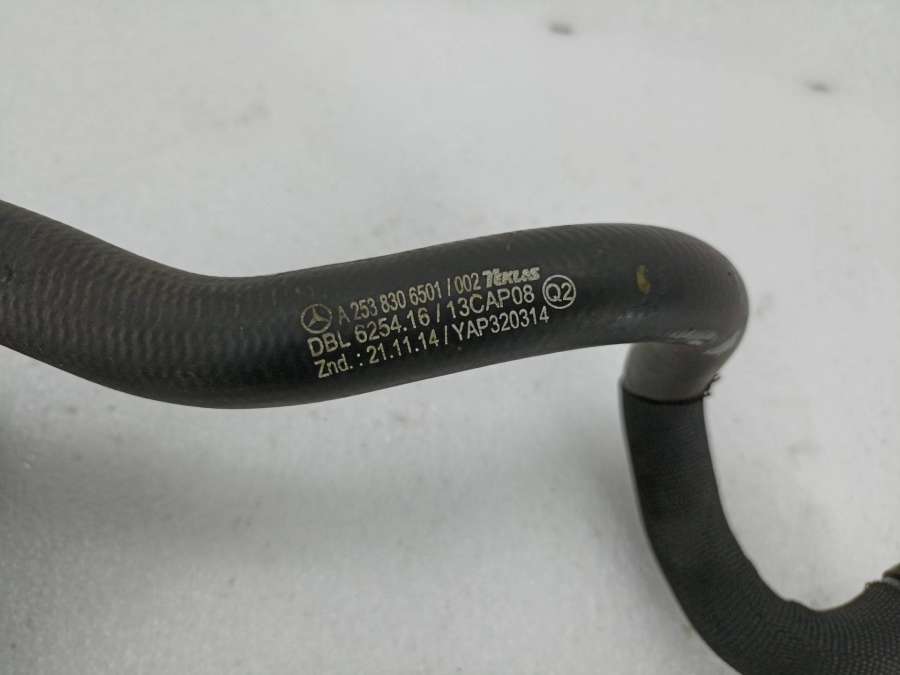 A 253 830 6501 / 002 TEKLAS
DBL 6254.16 / 13CAP08 Q2
Znd. : 21.11.14 / YAP320314